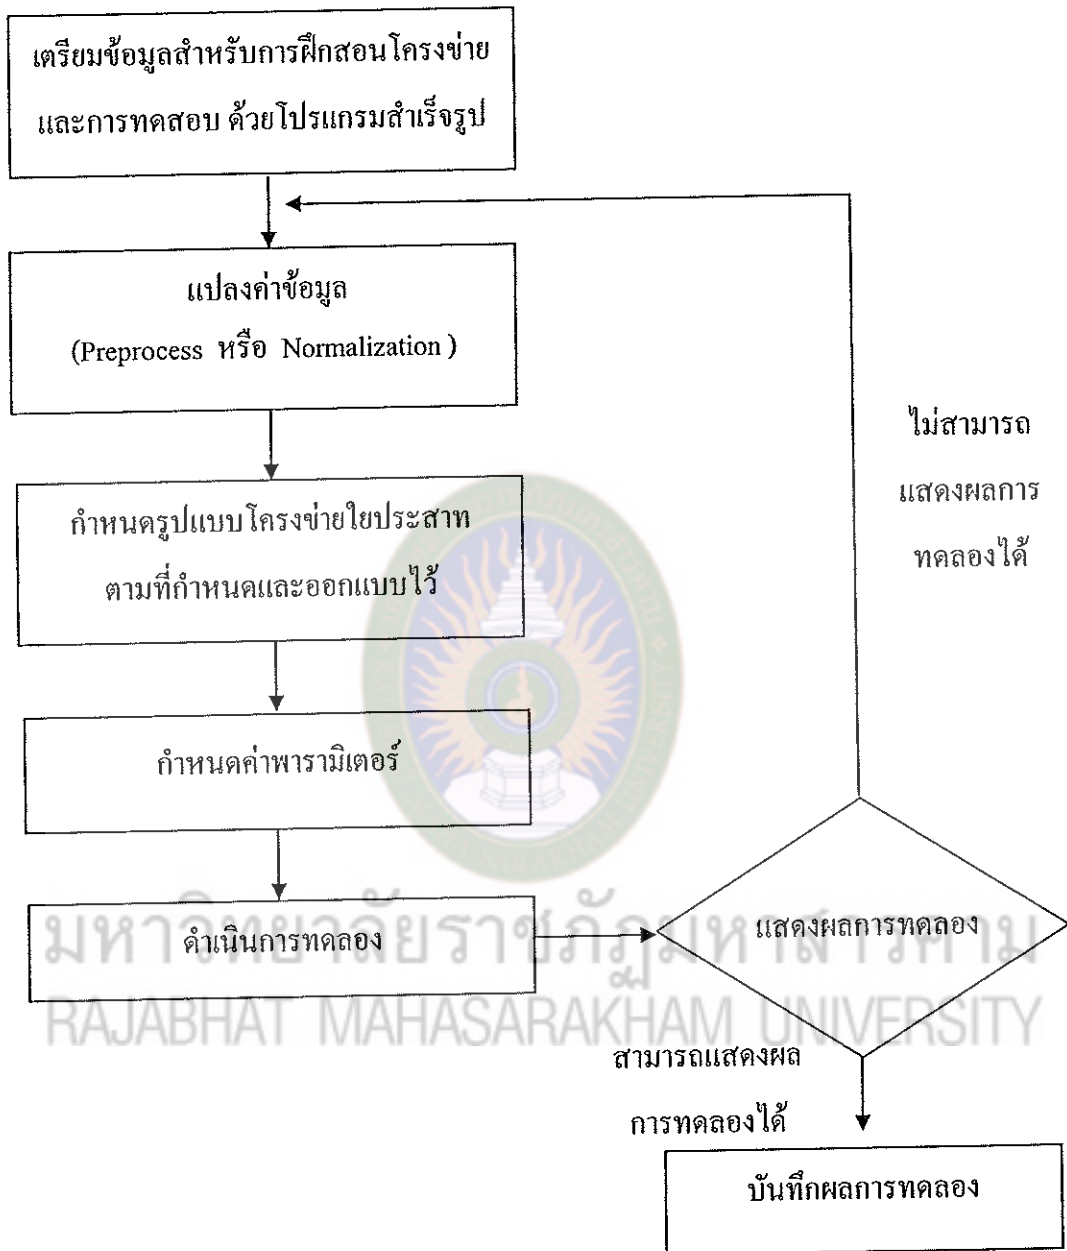 เตรียมข้อมูลสำหรับการฝึกสอนโครงข่าย
และการทดสอบ ด้วยโปรแกรมสำเร็จรูป
แปลงค่าข้อมูล
(Preprocess หรือ Normalization )
ไม่สามารถ
แสดงผลการ
ทดลองได้
กำหนดรูปแบบโครงข่ายใยประสาท
ตามที่กำหนดและออกแบบไว้
กำหนดค่าพารามิเตอร์
ดำเนินการทดลอง
แสดงผลการทดลอง
มหาวิทยาลัยราชภัฏมหาสารคาม
RAJABHAT MAHASARAKHAM UNIVERSITY
สามารถแสดงผล
การทดลองได้
บันทึกผลการทดลอง